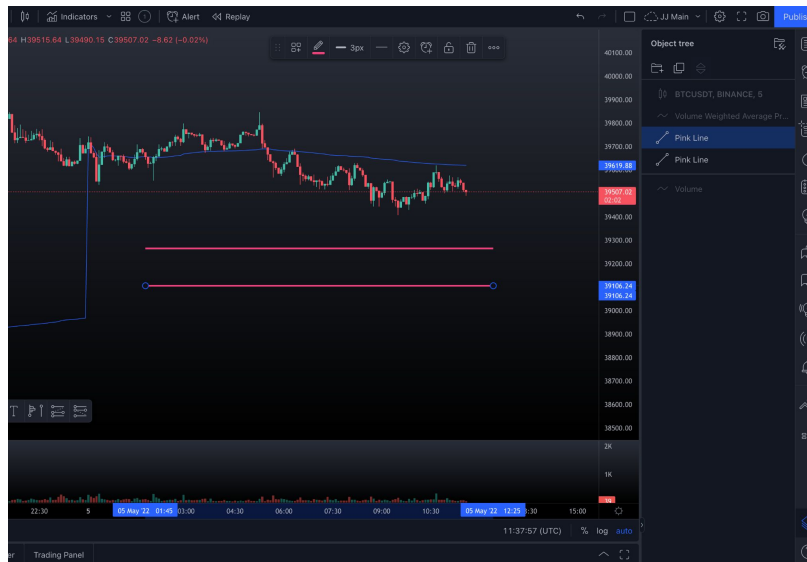 Indicators Alert Replay JJ Main Publis
64 H39515.64 L39490.15 C39507.02 −8.62 (−0.02%)
3px
Object tree
BTCUSDT, BINANCE, 5
Volume Weighted Average Pr...
Pink Line
Pink Line
Volume
40100.00
40000.00
39900.00
39800.00
39700.00
39619.88
39507.02
02:02
39400.00
39300.00
39200.00
39106.24
39106.24
39000.00
38900.00
38800.00
38700.00
38600.00
38500.00
2K
1K
39
22:30 5 05 May '22 01:45 03:00 04:30 06:00 07:30 09:00 10:30 05 May '22 12:25 :30 15:00
11:37:57 (UTC) % log auto
er Trading Panel